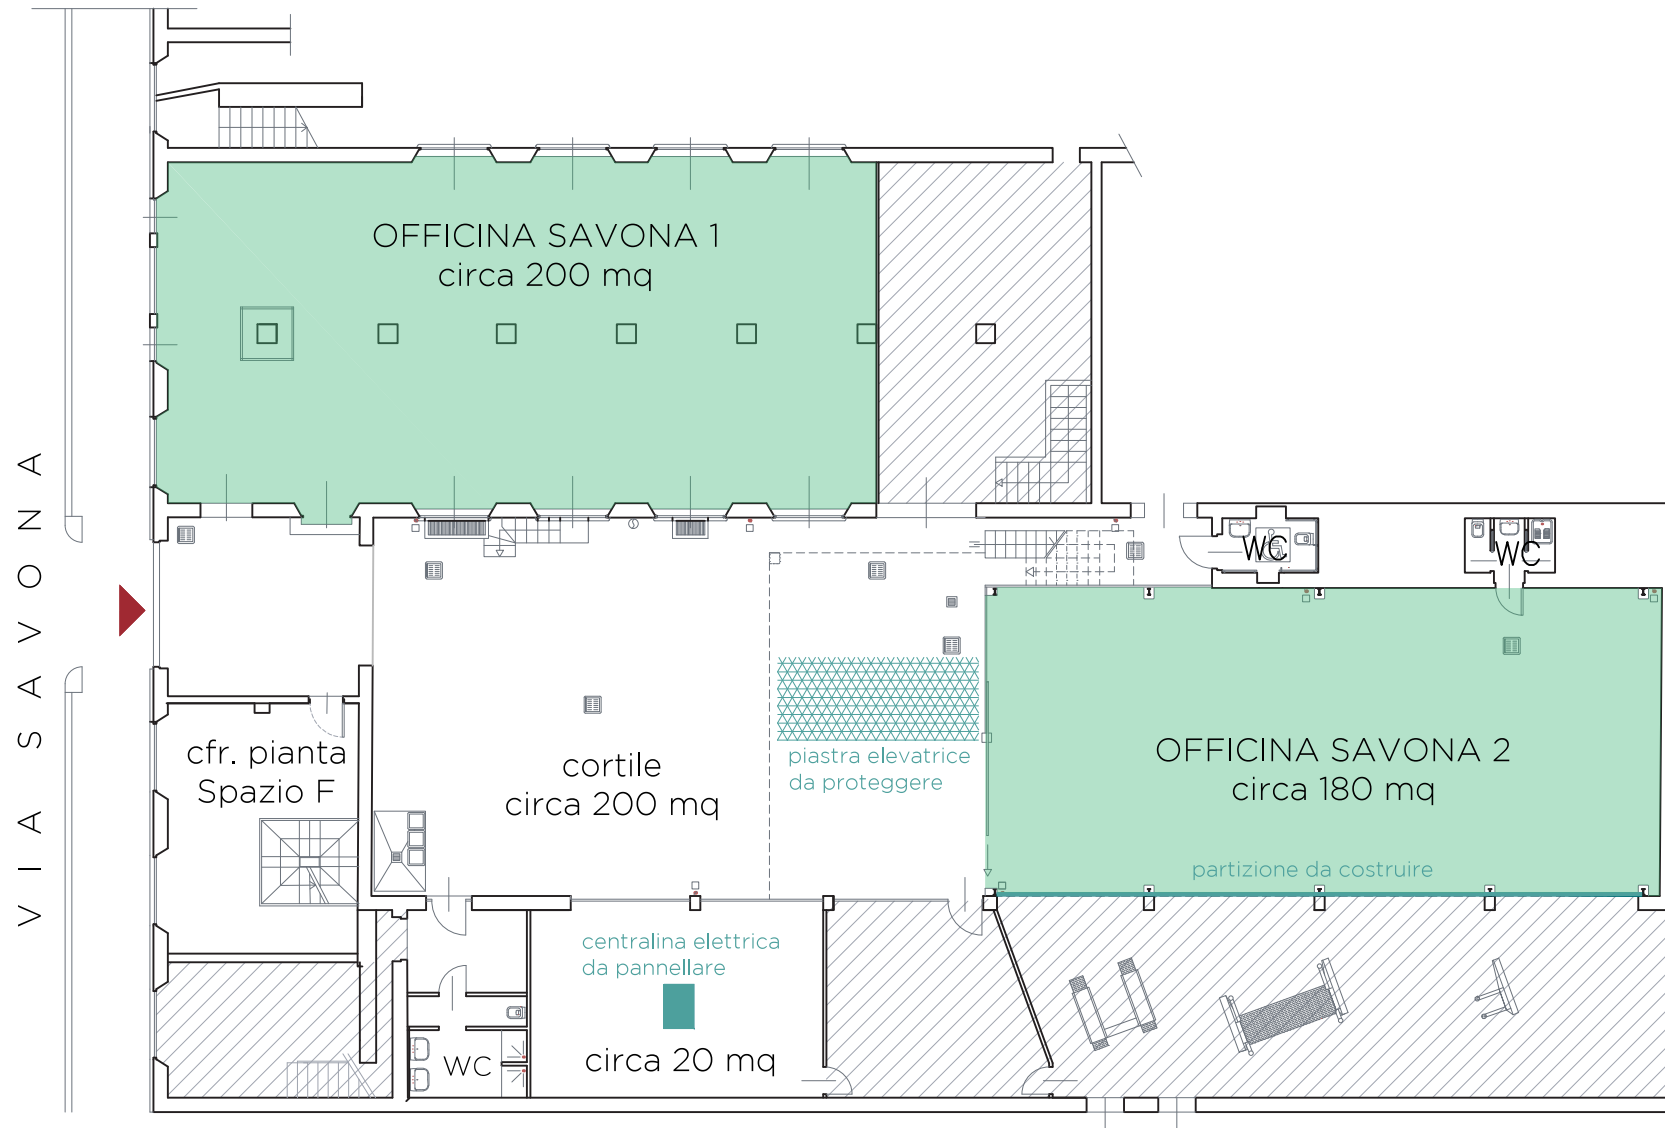 VIA SAVONA
OFFICINA SAVONA 1
circa 200 mq
WC
WC
cfr. pianta
Spazio F
cortile
circa 200 mq
piastra elevatrice
da proteggere
OFFICINA SAVONA 2
circa 180 mq
partizione da costruire
centralina elettrica
da pannellare
circa 20 mq
WC